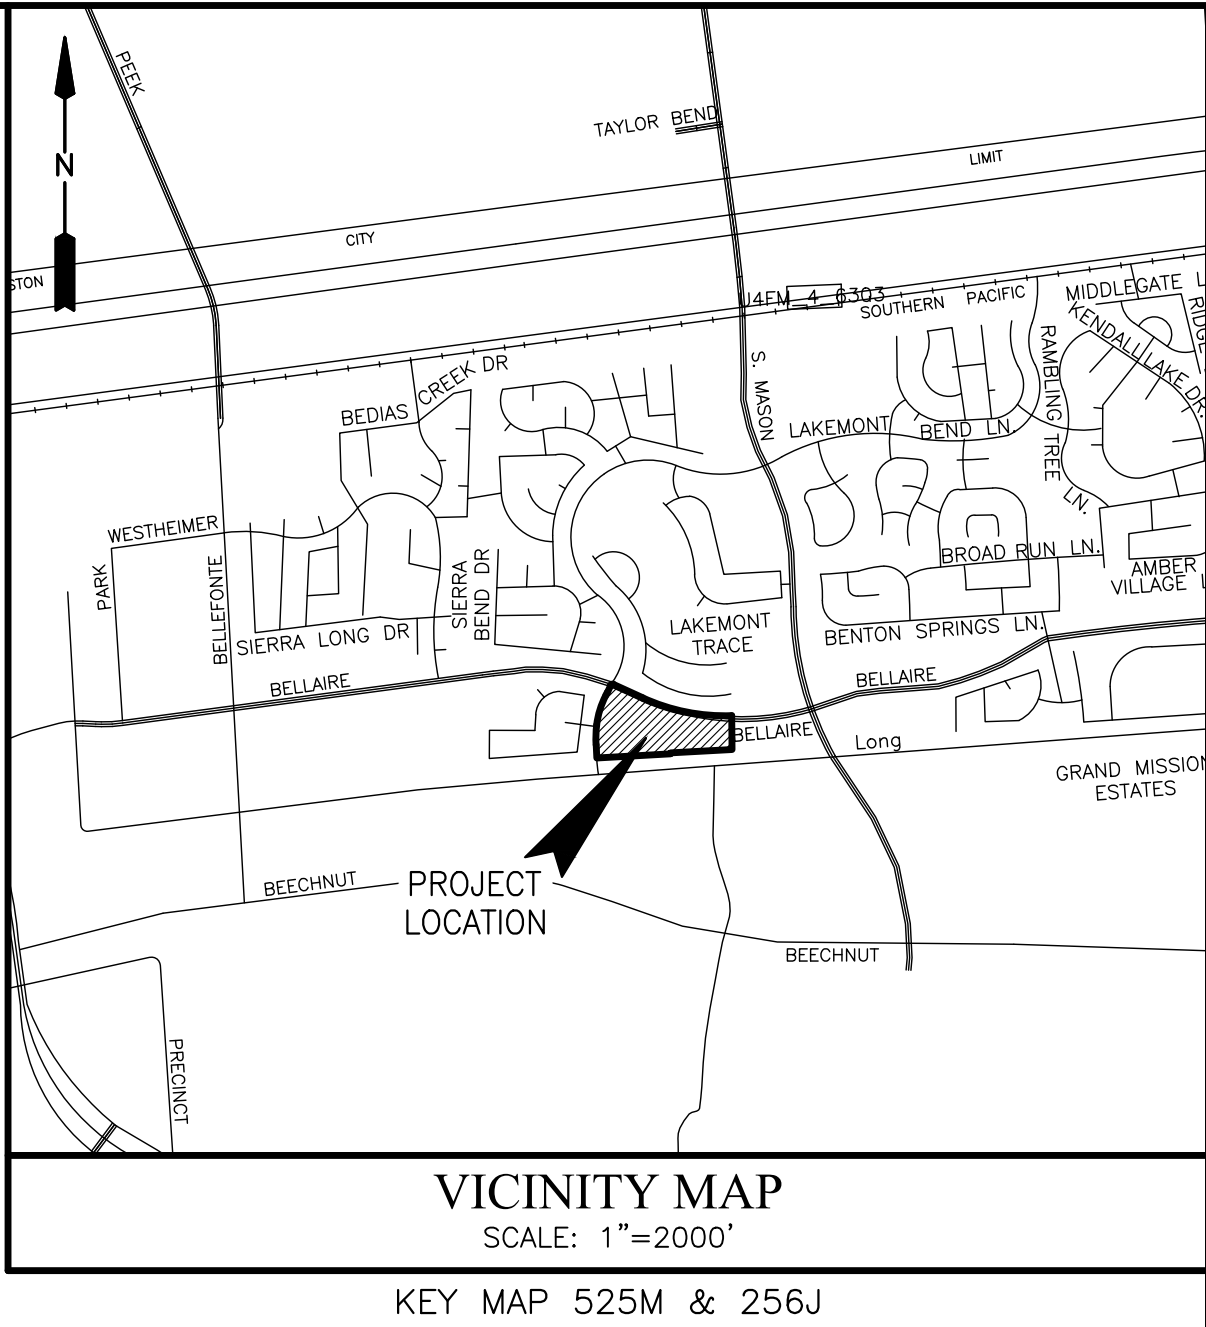 PEEK
TAYLOR BEND
LIMIT
CITY
STON
N
J4FM_4_6303
SOUTHERN PACIFIC
MIDDLEGATE L
RIDGE
KENDALL LAKE DR.
RAMBLING TREE LN.
CREEK DR
BEDIAS
S. MASON
LAKEMONT
BEND LN.
WESTHEIMER
PARK
BELLEFONTE
SIERRA
BEND DR
SIERRA LONG DR
BROAD RUN LN.
AMBER
VILLAGE L
LAKEMONT
TRACE
BENTON SPRINGS LN.
BELLAIRE
BELLAIRE
BELLAIRE
Long
GRAND MISSION
ESTATES
BEECHNUT
PROJECT
LOCATION
BEECHNUT
PRECINCT
VICINITY MAP
SCALE: 1"=2000'
KEY MAP 525M & 256J